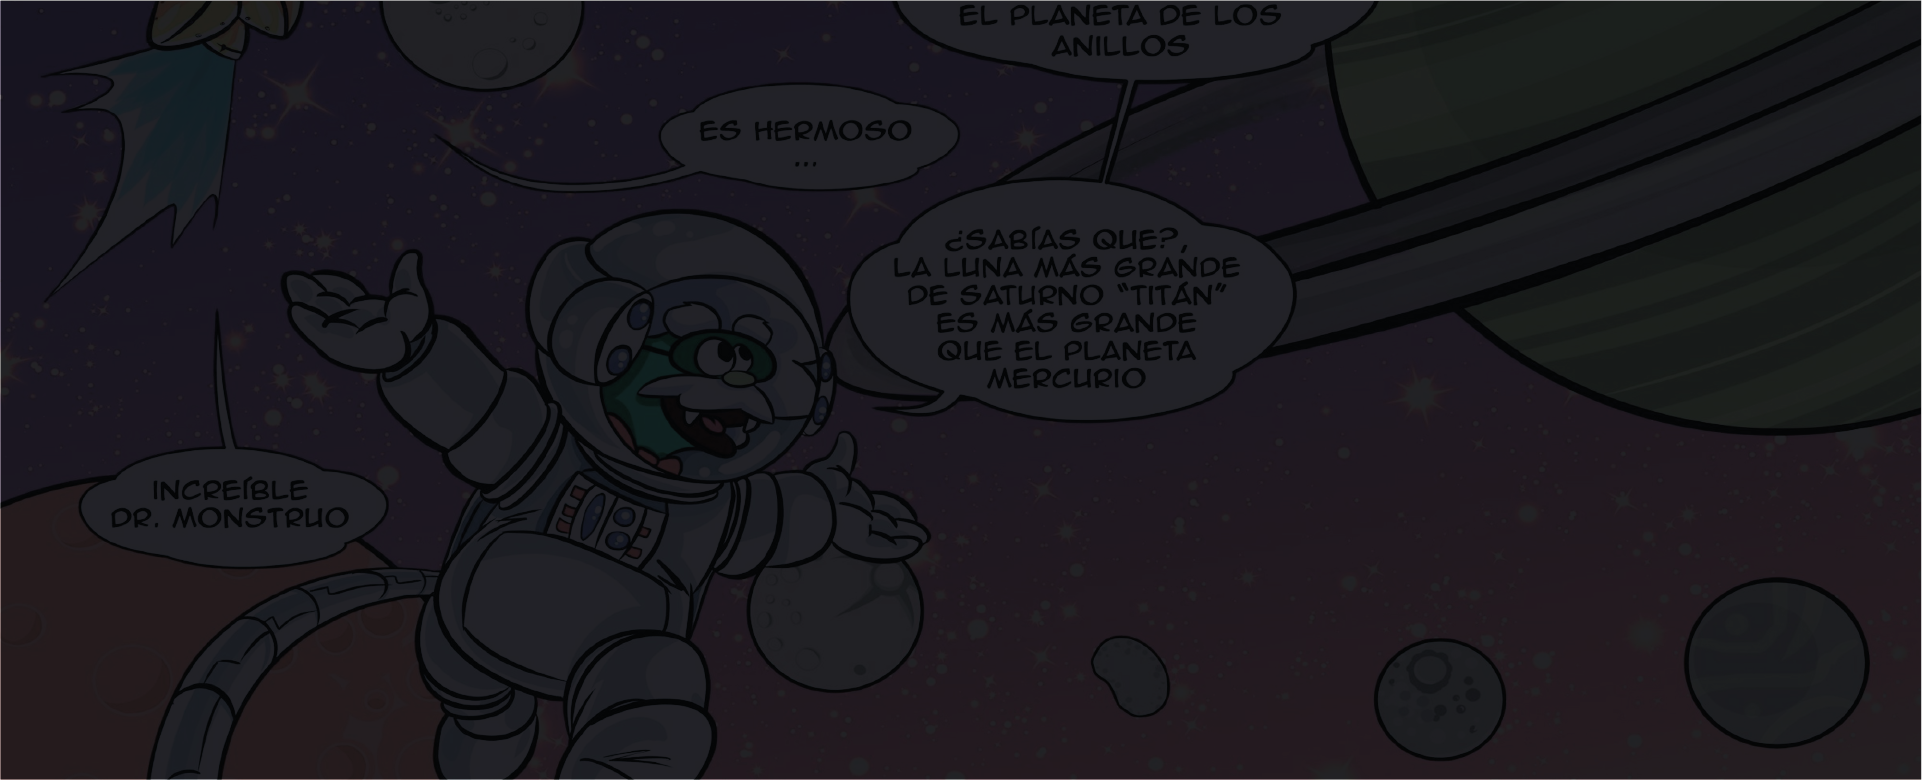 EL PLANETA DE LOS
ANILLOS
ES HERMOSO
...
¿SABÍAS QUE?,
LA LUNA MÁS GRANDE
DE SATURNO “TITÁN”
ES MÁS GRANDE
QUE EL PLANETA
MERCURIO
INCREÍBLE
DR. MONSTRUO